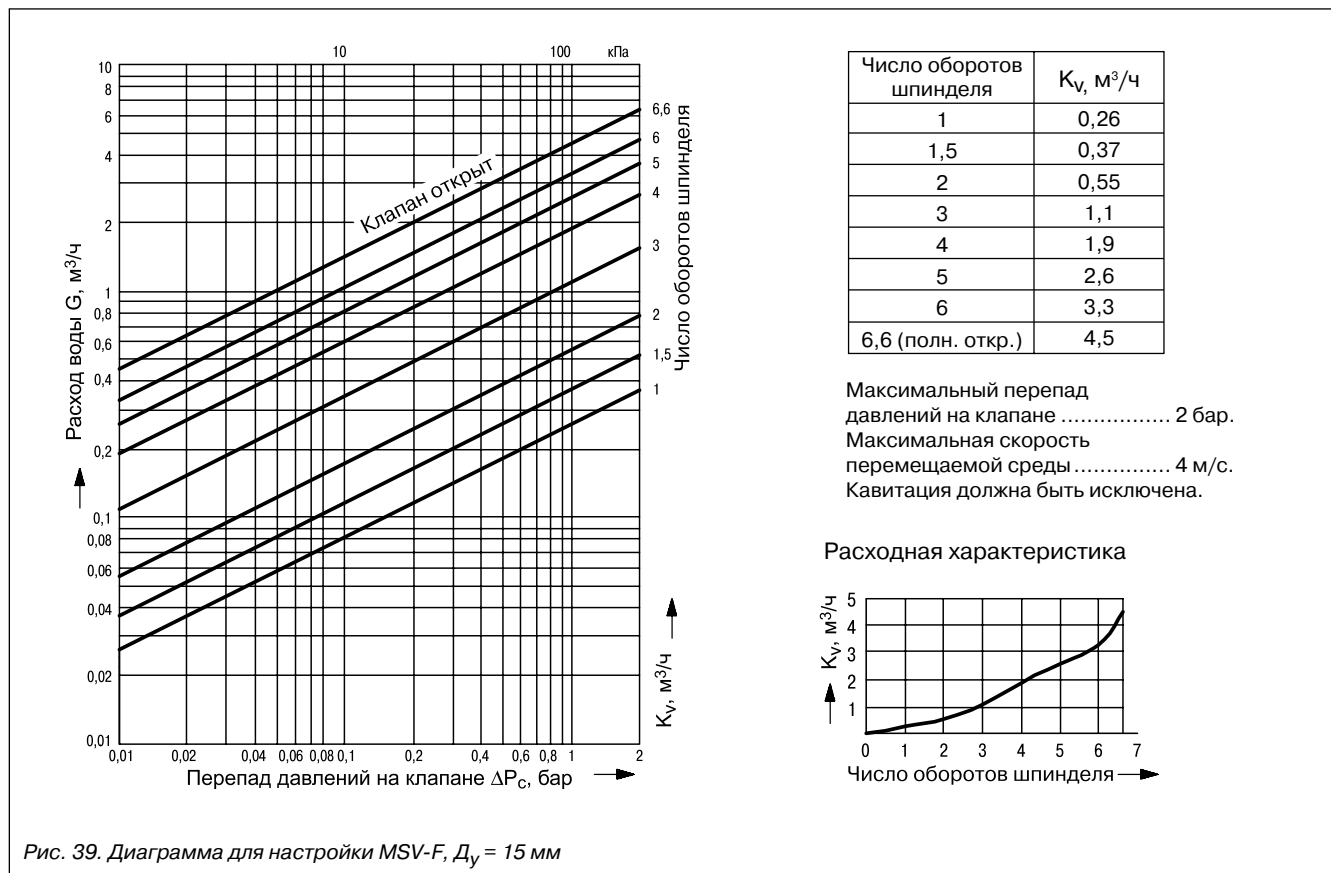 10 100 кПа
10
8
6
4
2
1
0,8
0,6
0,4
0,2
0,1
0,08
0,06
0,04
0,02
0,01
Расход воды G, м³/ч
Клапан открыт
6,6
6
5
4
3
2
1,5
1
Число оборотов шпинделя
Kv, м³/ч
0,01 0,02 0,04 0,06 0,08 0,1 0,2 0,4 0,6 0,8 1 2
Перепад давлений на клапане ΔPc, бар
Число оборотов шпинделя Kv, м³/ч
1 0,26
1,5 0,37
2 0,55
3 1,1
4 1,9
5 2,6
6 3,3
6,6 (полн. откр.) 4,5
Максимальный перепад
давлений на клапане ................. 2 бар.
Максимальная скорость
перемещаемой среды ............... 4 м/с.
Кавитация должна быть исключена.
Расходная характеристика
Kv, м³/ч
5
4
3
2
1
0 1 2 3 4 5 6 7
Число оборотов шпинделя
Рис. 39. Диаграмма для настройки MSV-F, Ду = 15 мм